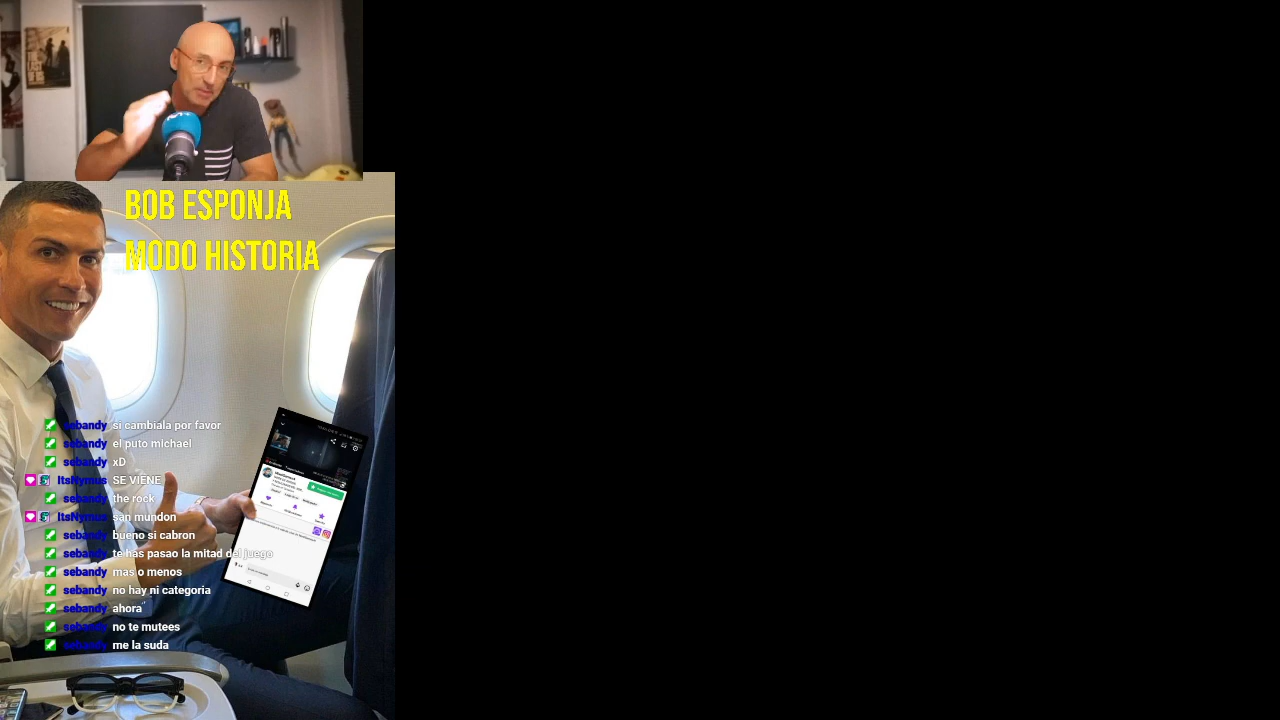 BOB ESPONJA
MODO HISTORIA
sebandy si cambiala por favor
sebandy el puto michael
sebandy xD
ItsNymus SE VIENE
sebandy the rock
ItsNymus san mundon
sebandy bueno si cabron
sebandy te has pasao la mitad del juego
sebandy mas o menos
sebandy no hay ni categoria
sebandy ahora
sebandy no te mutees
sebandy me la suda